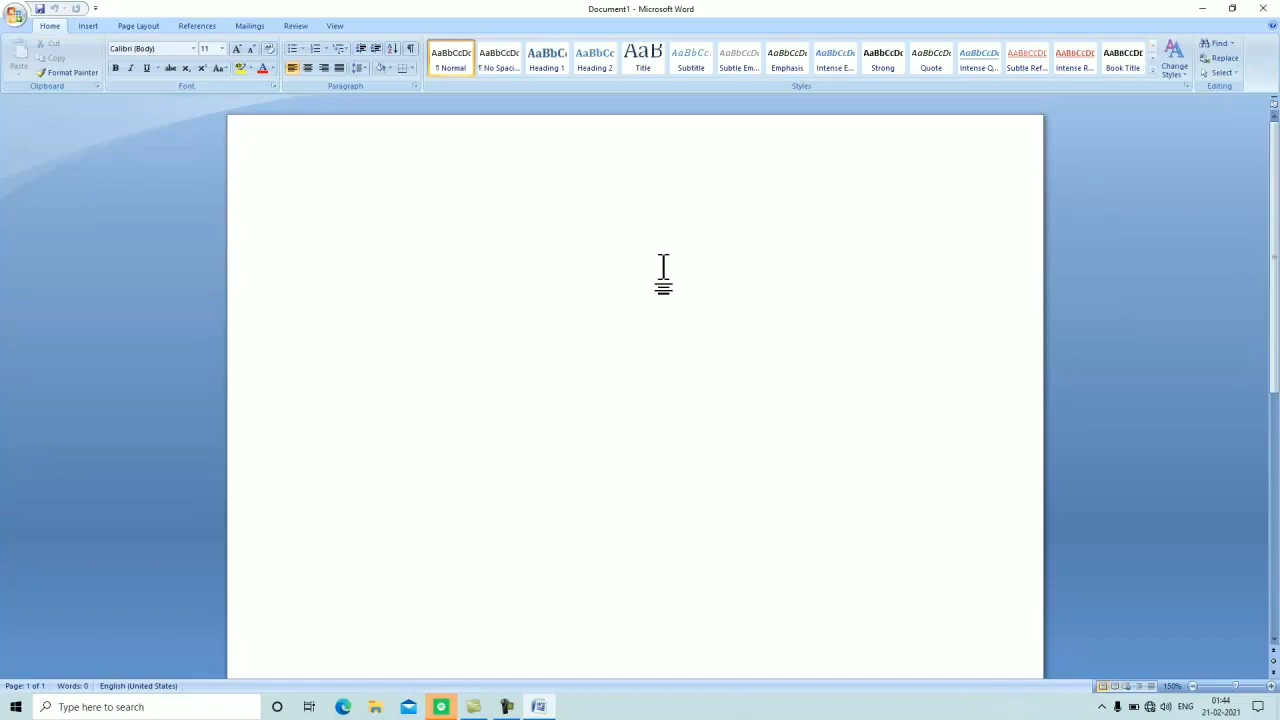 Document1 - Microsoft Word
Home Insert Page Layout References Mailings Review View
Paste Cut Copy Format Painter
Clipboard
Calibri (Body) 11
B I U abc x₂ x² Aa
Font
Paragraph
AaBbCcDc AaBbCcDc AaBbC AaBbCc AaB AaBbCc. AaBbCcDc AaBbCcDc AaBbCcDc AaBbCcDc AaBbCcDc AaBbCcDc AaBbCcDc AaBbCcDc AaBbCcDc
¶ Normal ¶ No Spaci... Heading 1 Heading 2 Title Subtitle Subtle Em... Emphasis Intense E... Strong Quote Intense Q... Subtle Ref... Intense R... Book Title
Change Styles
Styles
Find
Replace
Select
Editing
Page: 1 of 1 Words: 0 English (United States) 150%
Type here to search
ENG
01:44
21-02-2021